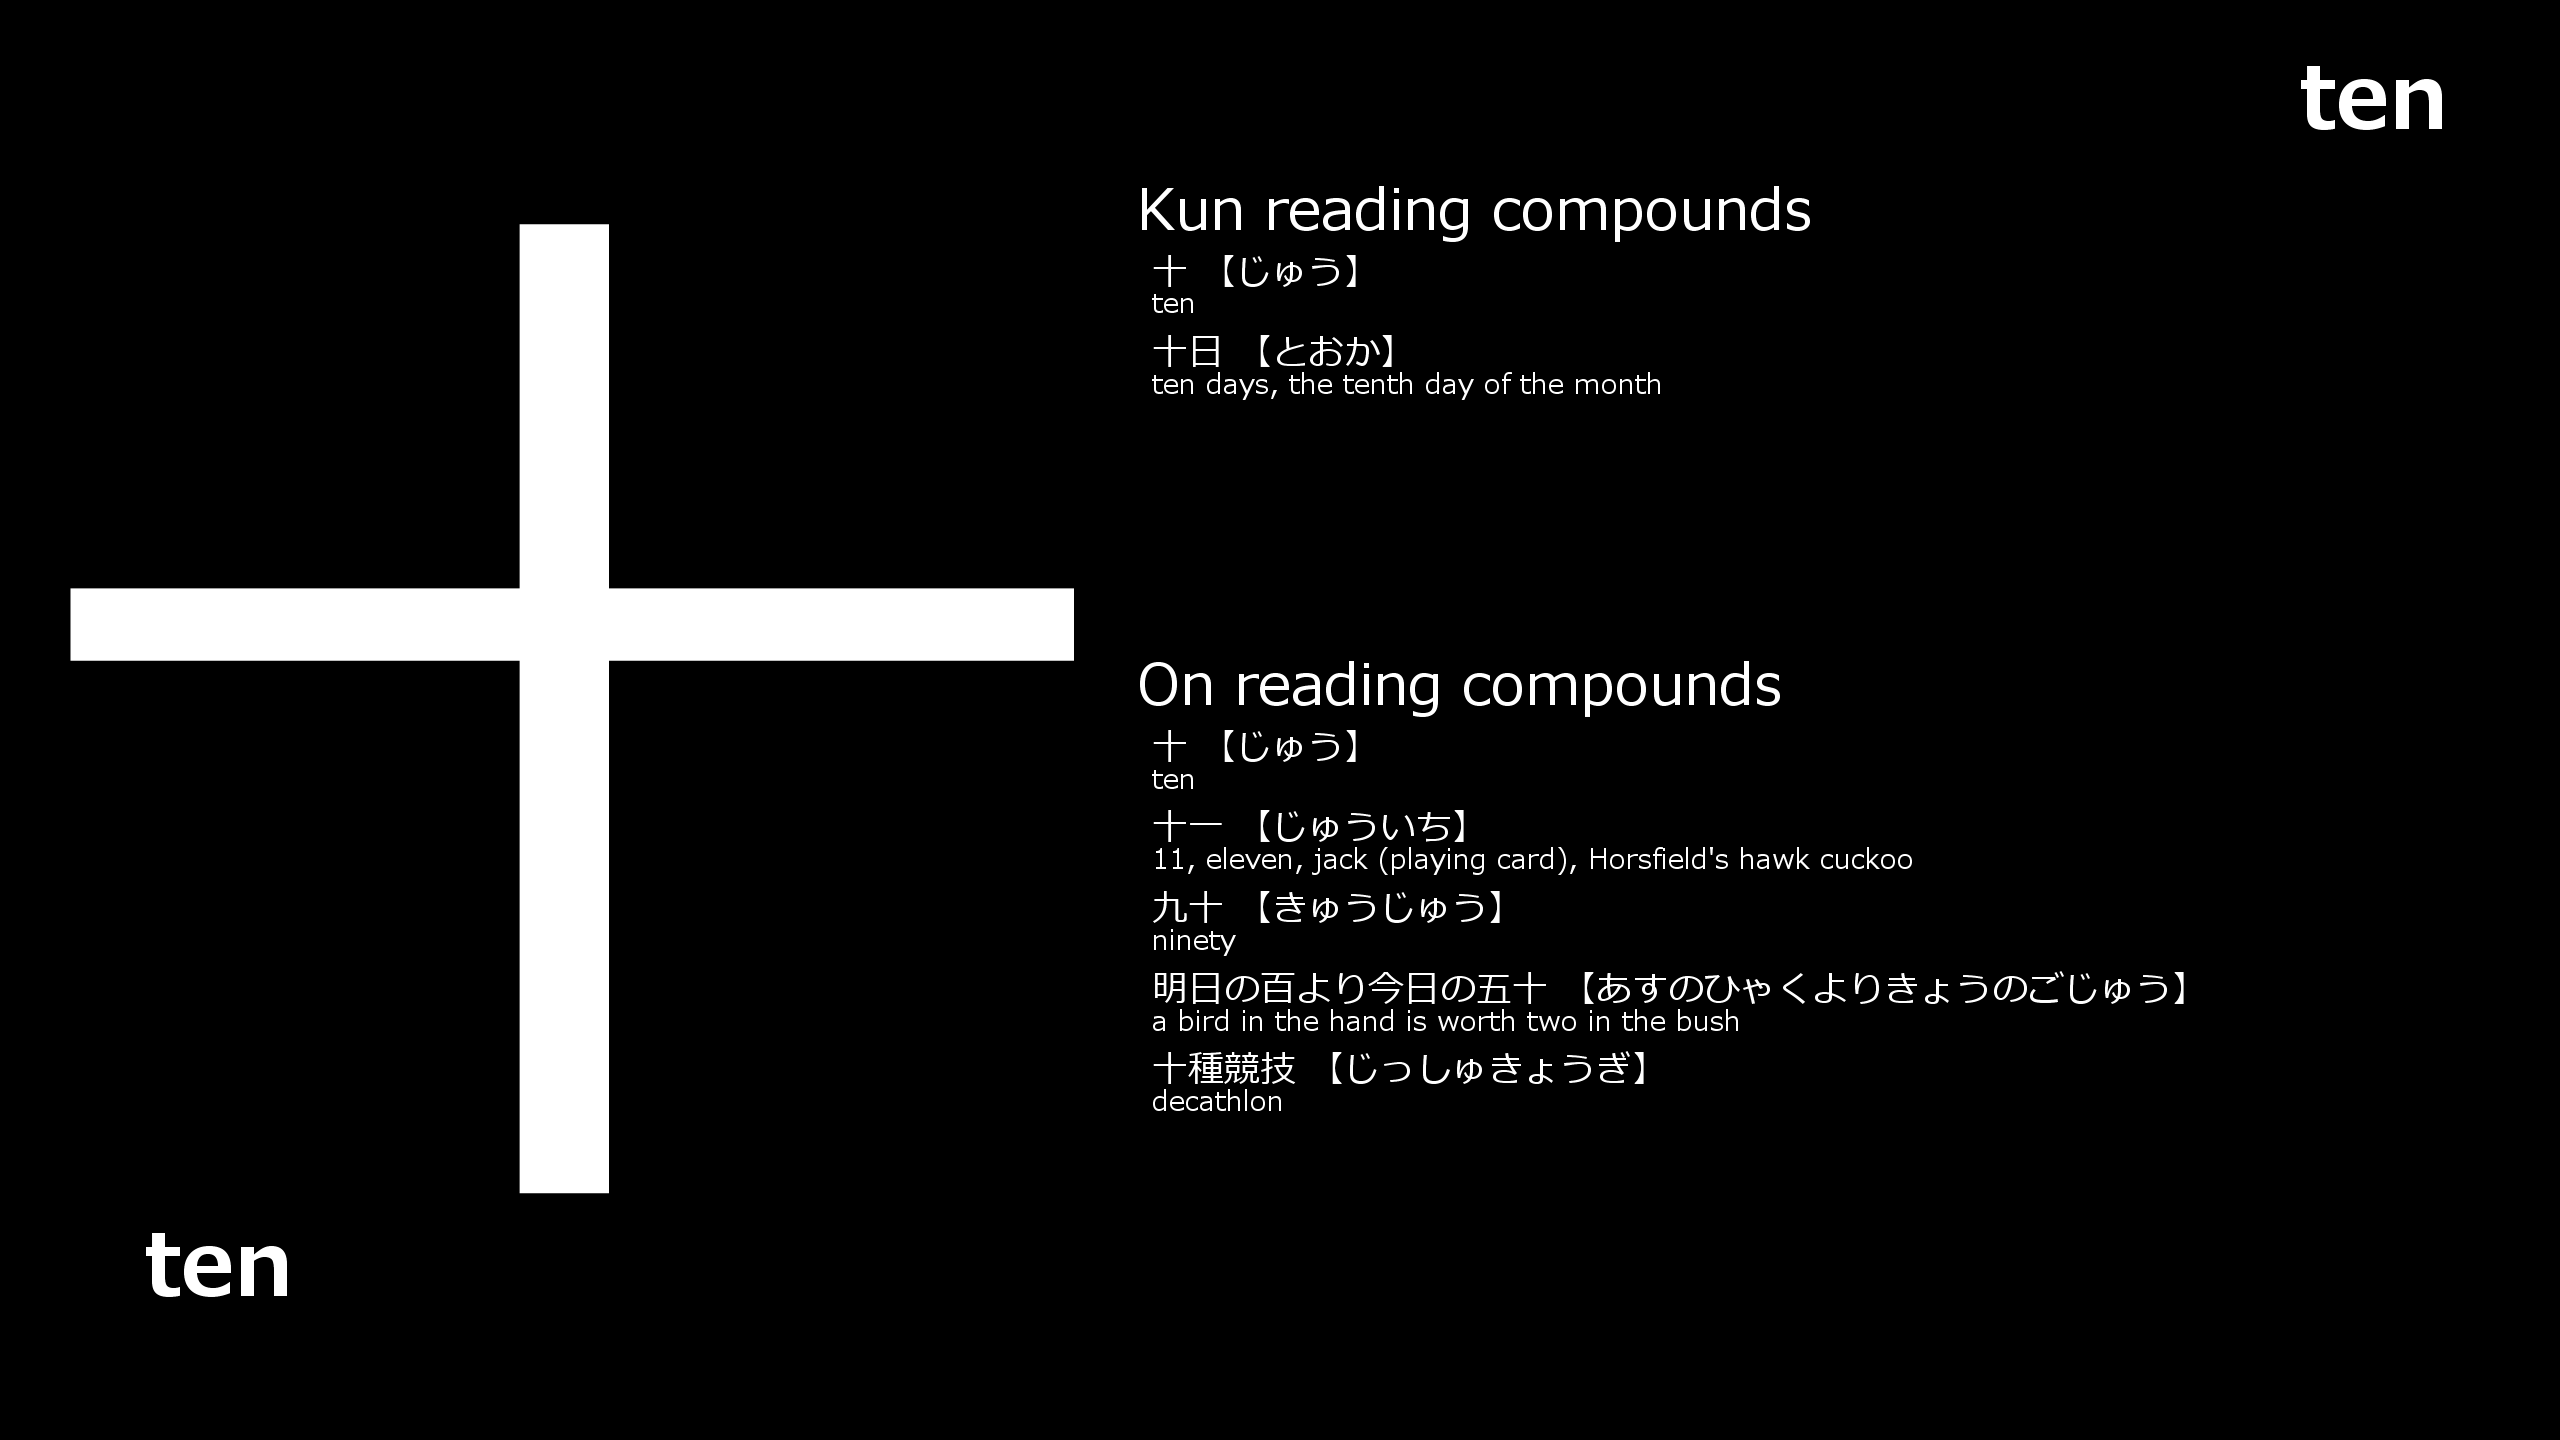 ten
十
ten
Kun reading compounds
十 【じゅう】
ten
十日 【とおか】
ten days, the tenth day of the month
On reading compounds
十 【じゅう】
ten
十一 【じゅういち】
11, eleven, jack (playing card), Horsfield's hawk cuckoo
九十 【きゅうじゅう】
ninety
明日の百より今日の五十 【あすのひゃくよりきょうのごじゅう】
a bird in the hand is worth two in the bush
十種競技 【じっしゅきょうぎ】
decathlon